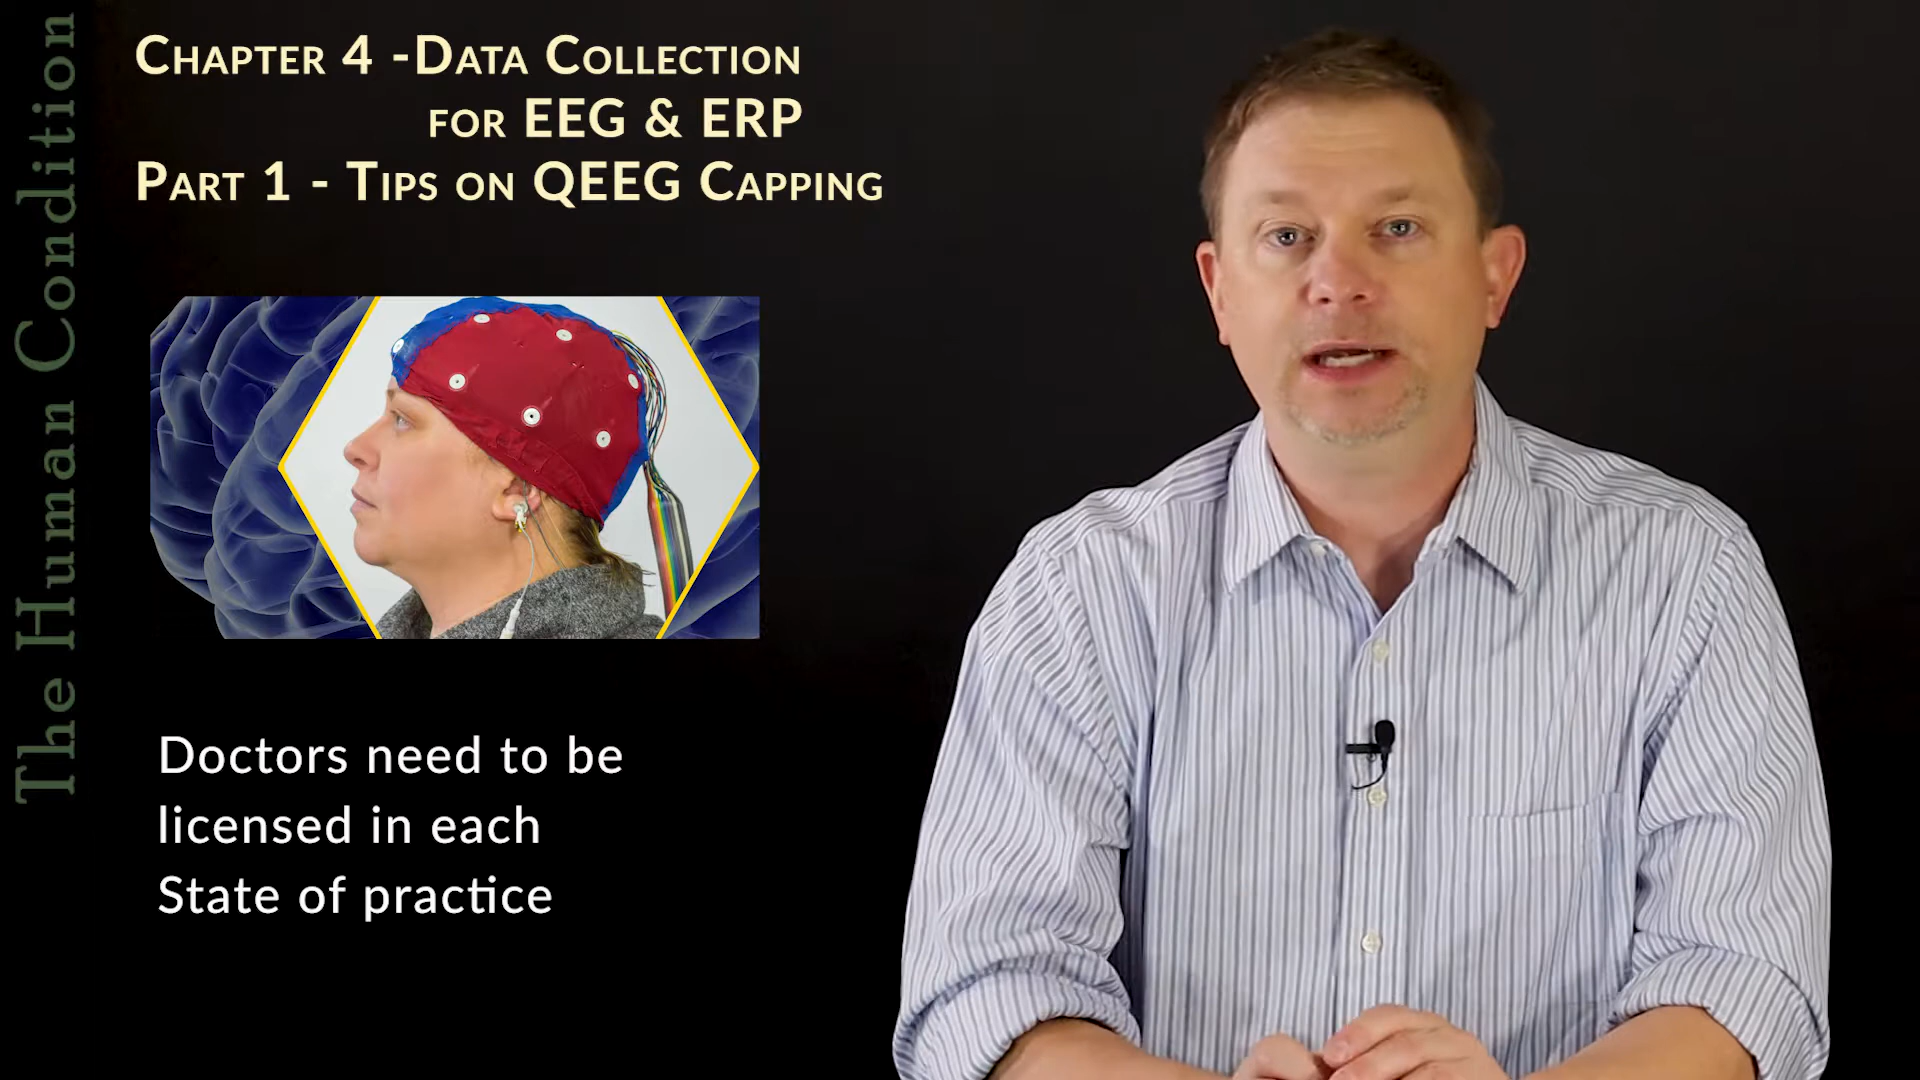 The Human Condition
Chapter 4 -Data Collection
for EEG & ERP
Part 1 - Tips on QEEG Capping
Doctors need to be
licensed in each
State of practice